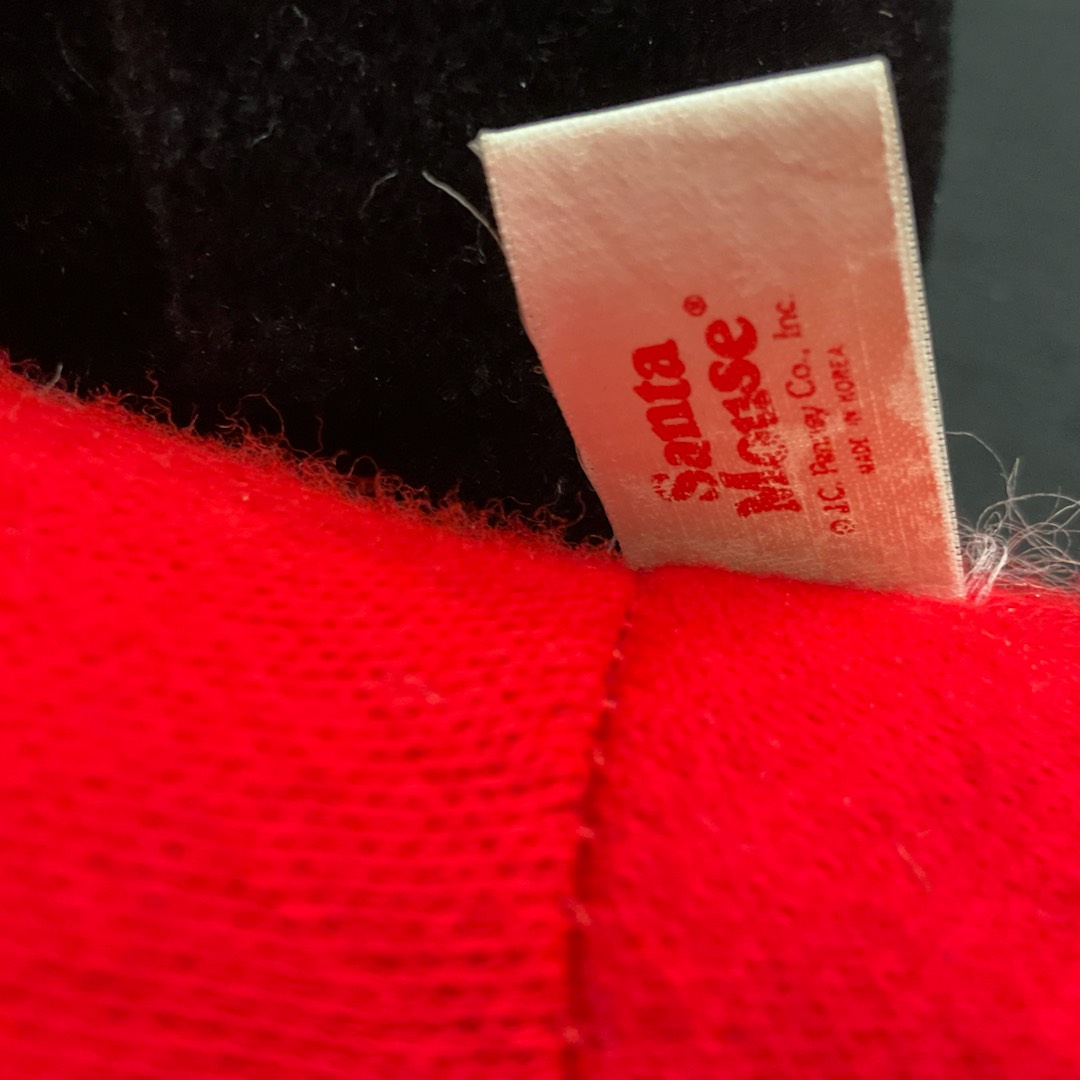 Santa
Mouse®
© J.C. Penney Co., Inc.
MADE IN KOREA